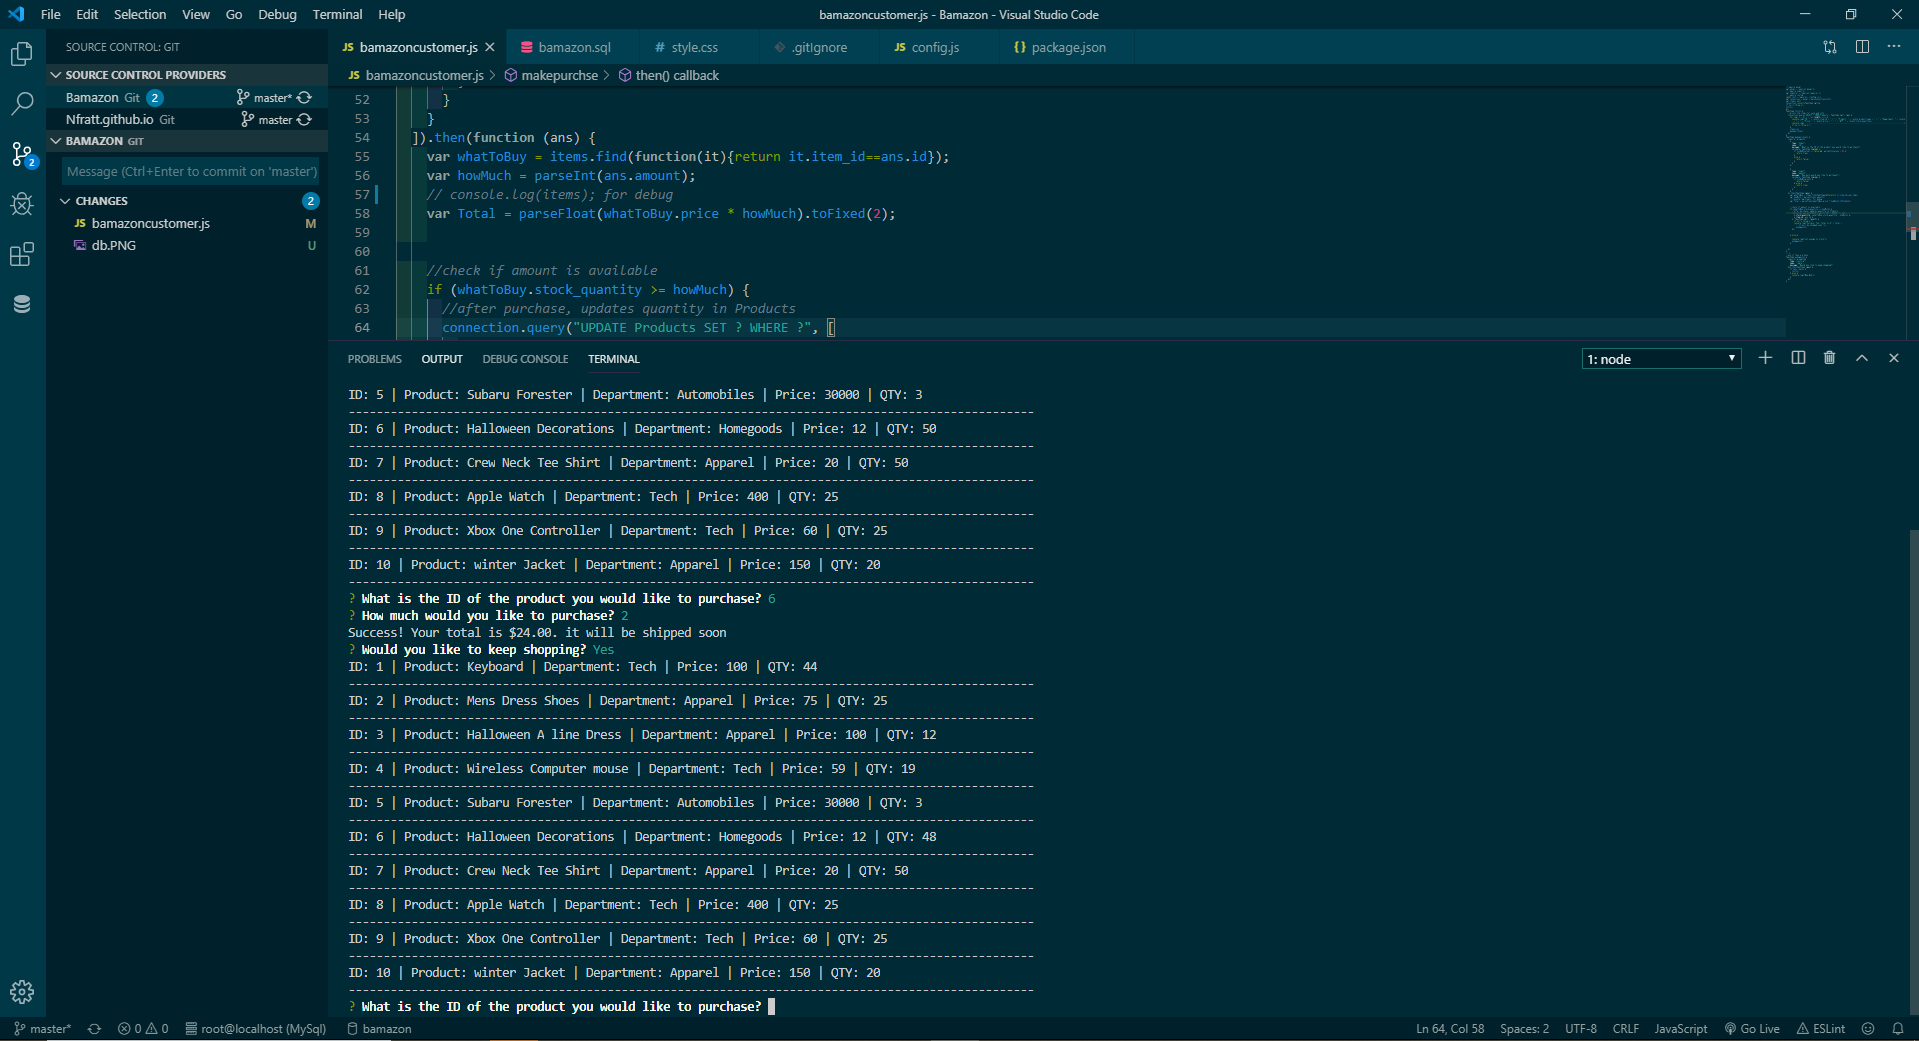 File Edit Selection View Go Debug Terminal Help
bamazoncustomer.js - Bamazon - Visual Studio Code
SOURCE CONTROL: GIT
SOURCE CONTROL PROVIDERS
Bamazon Git 2 master*
Nfratt.github.io Git master
BAMAZON GIT
Message (Ctrl+Enter to commit on 'master')
CHANGES 2
JS bamazoncustomer.js M
db.PNG U
2
JS bamazoncustomer.js bamazon.sql # style.css .gitIgnore JS config.js {} package.json
JS bamazoncustomer.js > makepurchse > then() callback
52 }
53 }
54 ]).then(function (ans) {
55 var whatToBuy = items.find(function(it){return it.item_id==ans.id});
56 var howMuch = parseInt(ans.amount);
57 // console.log(items); for debug
58 var Total = parseFloat(whatToBuy.price * howMuch).toFixed(2);
59
60
61 //check if amount is available
62 if (whatToBuy.stock_quantity >= howMuch) {
63 //after purchase, updates quantity in Products
64 connection.query("UPDATE Products SET ? WHERE ?", [
PROBLEMS OUTPUT DEBUG CONSOLE TERMINAL
1: node
ID: 5 | Product: Subaru Forester | Department: Automobiles | Price: 30000 | QTY: 3
--------------------------------------------------------------------------------------------------
ID: 6 | Product: Halloween Decorations | Department: Homegoods | Price: 12 | QTY: 50
--------------------------------------------------------------------------------------------------
ID: 7 | Product: Crew Neck Tee Shirt | Department: Apparel | Price: 20 | QTY: 50
--------------------------------------------------------------------------------------------------
ID: 8 | Product: Apple Watch | Department: Tech | Price: 400 | QTY: 25
--------------------------------------------------------------------------------------------------
ID: 9 | Product: Xbox One Controller | Department: Tech | Price: 60 | QTY: 25
--------------------------------------------------------------------------------------------------
ID: 10 | Product: winter Jacket | Department: Apparel | Price: 150 | QTY: 20
--------------------------------------------------------------------------------------------------
? What is the ID of the product you would like to purchase? 6
? How much would you like to purchase? 2
Success! Your total is $24.00. it will be shipped soon
? Would you like to keep shopping? Yes
ID: 1 | Product: Keyboard | Department: Tech | Price: 100 | QTY: 44
--------------------------------------------------------------------------------------------------
ID: 2 | Product: Mens Dress Shoes | Department: Apparel | Price: 75 | QTY: 25
--------------------------------------------------------------------------------------------------
ID: 3 | Product: Halloween A line Dress | Department: Apparel | Price: 100 | QTY: 12
--------------------------------------------------------------------------------------------------
ID: 4 | Product: Wireless Computer mouse | Department: Tech | Price: 59 | QTY: 19
--------------------------------------------------------------------------------------------------
ID: 5 | Product: Subaru Forester | Department: Automobiles | Price: 30000 | QTY: 3
--------------------------------------------------------------------------------------------------
ID: 6 | Product: Halloween Decorations | Department: Homegoods | Price: 12 | QTY: 48
--------------------------------------------------------------------------------------------------
ID: 7 | Product: Crew Neck Tee Shirt | Department: Apparel | Price: 20 | QTY: 50
--------------------------------------------------------------------------------------------------
ID: 8 | Product: Apple Watch | Department: Tech | Price: 400 | QTY: 25
--------------------------------------------------------------------------------------------------
ID: 9 | Product: Xbox One Controller | Department: Tech | Price: 60 | QTY: 25
--------------------------------------------------------------------------------------------------
ID: 10 | Product: winter Jacket | Department: Apparel | Price: 150 | QTY: 20
--------------------------------------------------------------------------------------------------
? What is the ID of the product you would like to purchase?
master* 0 0 root@localhost (MySql) bamazon Ln 64, Col 58 Spaces: 2 UTF-8 CRLF JavaScript Go Live ESLint